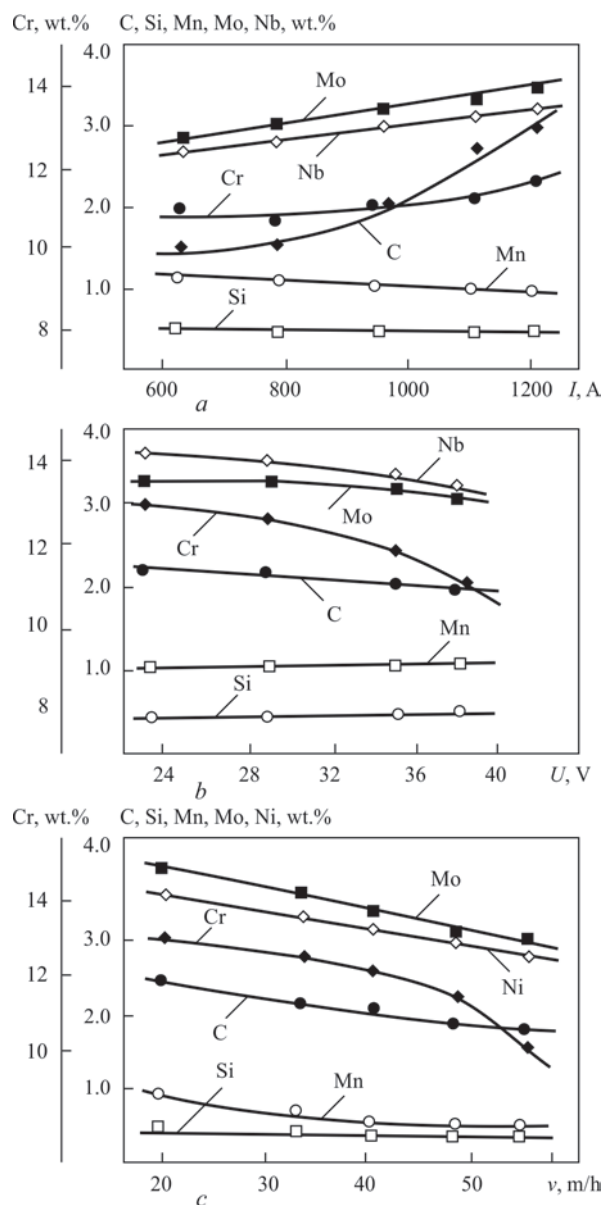 Cr, wt.% C, Si, Mn, Mo, Nb, wt.%
4.0
14
Mo
3.0
12
Nb
Cr
2.0
10
C
Mn
1.0
Si
8
600 800 1000 1200 I, A
a
4.0
14
Nb
3.0
Mo
Cr
12
2.0
C
10
Mn
1.0
Si
8
24 28 32 36 40 U, V
b
Cr, wt.% C, Si, Mn, Mo, Ni, wt.%
4.0
Mo
14
Cr
3.0
12
Ni
2.0
C
10
Si
1.0
Mn
20 30 40 50 v, m/h
c